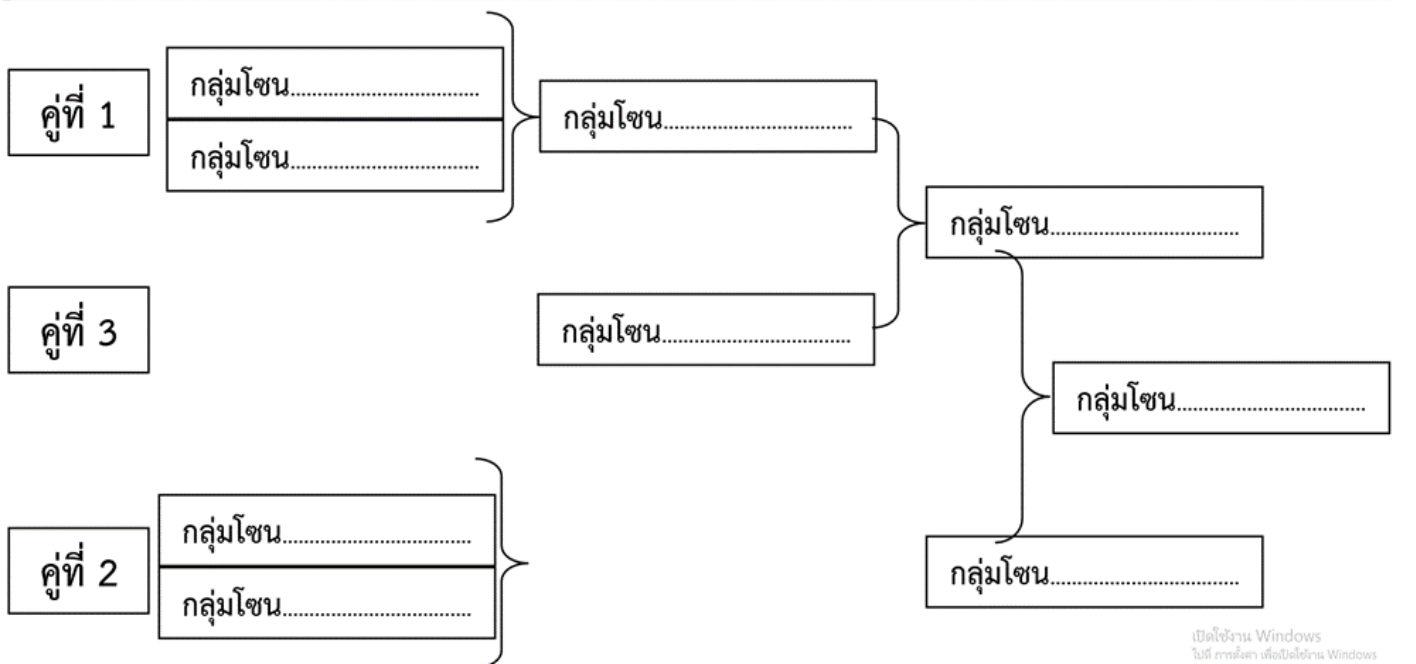 คู่ที่ 1
กลุ่มโซน...................................
กลุ่มโซน...................................
กลุ่มโซน...................................
กลุ่มโซน...................................
คู่ที่ 3
กลุ่มโซน...................................
กลุ่มโซน...................................
คู่ที่ 2
กลุ่มโซน...................................
กลุ่มโซน...................................
กลุ่มโซน...................................
เปิดใช้งาน Windows
ไปที่ การตั้งค่า เพื่อเปิดใช้งาน Windows